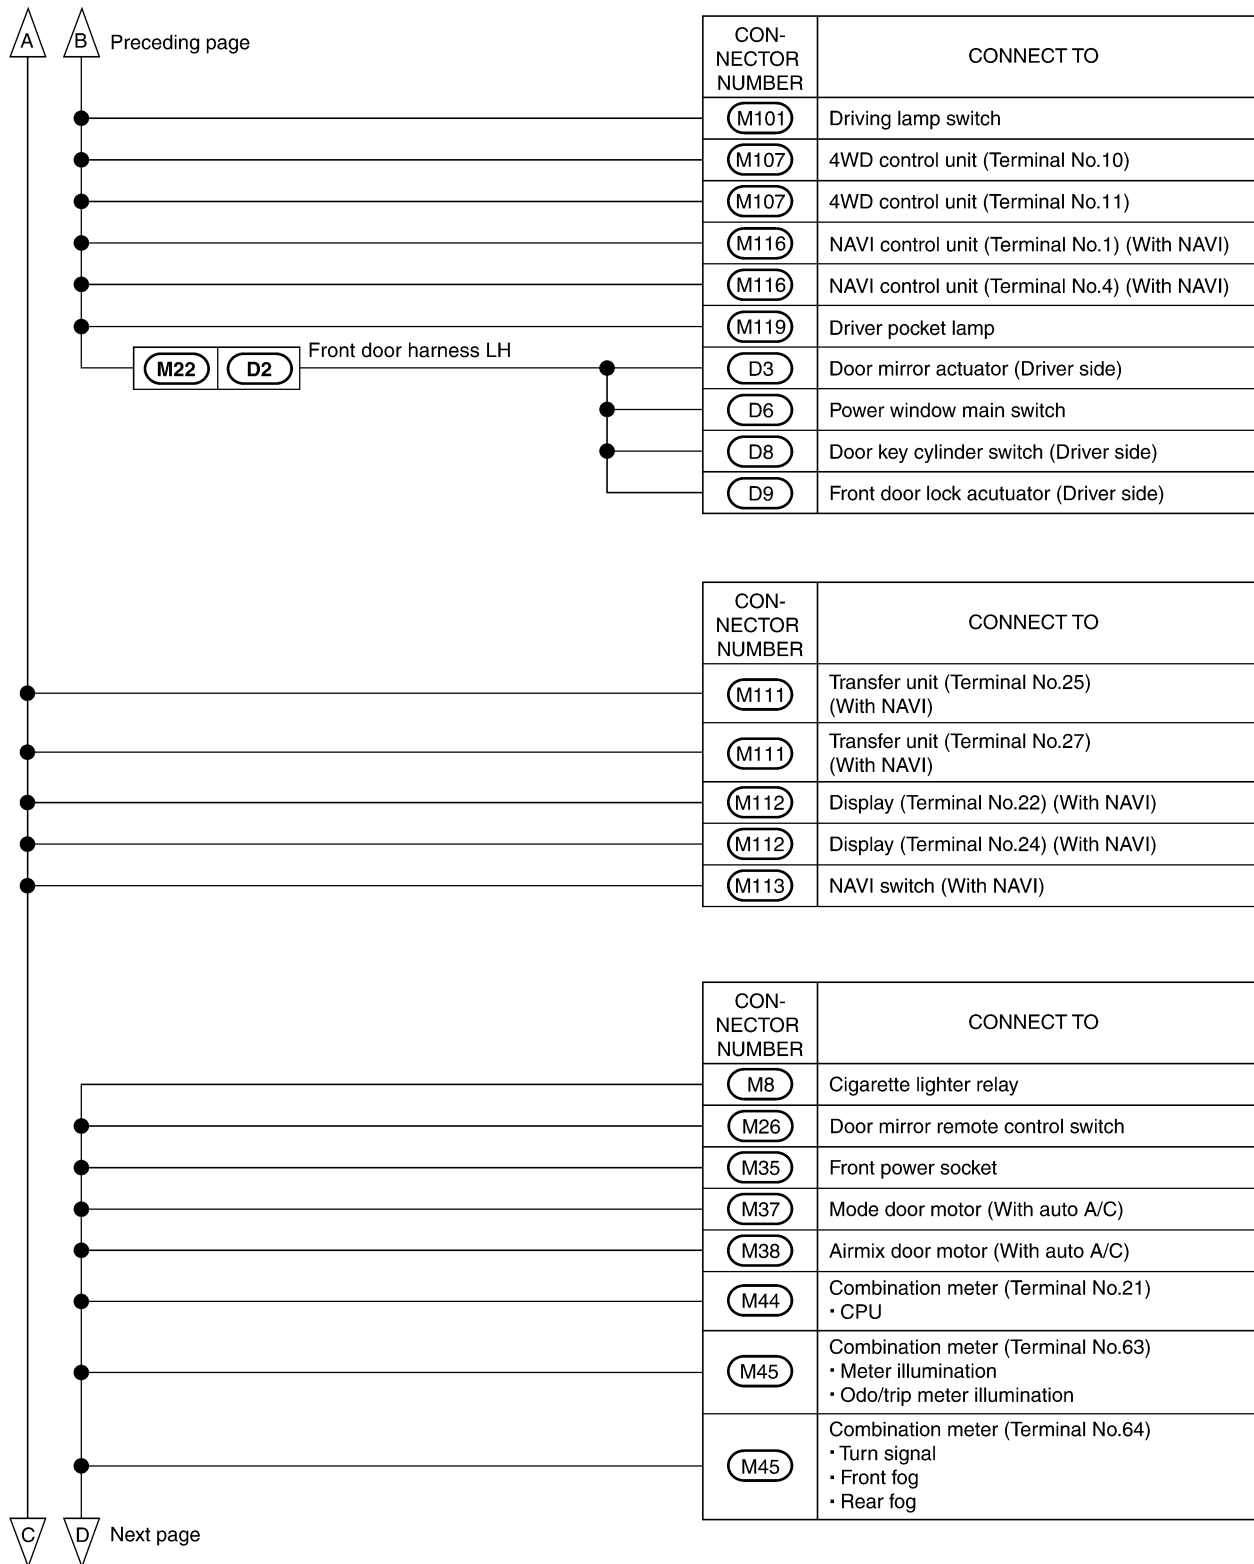 A B Preceding page
CON-
NECTOR
NUMBER
CONNECT TO
M101 Driving lamp switch
M107 4WD control unit (Terminal No.10)
M107 4WD control unit (Terminal No.11)
M116 NAVI control unit (Terminal No.1) (With NAVI)
M116 NAVI control unit (Terminal No.4) (With NAVI)
M119 Driver pocket lamp
M22 D2 Front door harness LH
D3 Door mirror actuator (Driver side)
D6 Power window main switch
D8 Door key cylinder switch (Driver side)
D9 Front door lock acutuator (Driver side)
CON-
NECTOR
NUMBER
CONNECT TO
M111 Transfer unit (Terminal No.25)
(With NAVI)
M111 Transfer unit (Terminal No.27)
(With NAVI)
M112 Display (Terminal No.22) (With NAVI)
M112 Display (Terminal No.24) (With NAVI)
M113 NAVI switch (With NAVI)
CON-
NECTOR
NUMBER
CONNECT TO
M8 Cigarette lighter relay
M26 Door mirror remote control switch
M35 Front power socket
M37 Mode door motor (With auto A/C)
M38 Airmix door motor (With auto A/C)
M44 Combination meter (Terminal No.21)
· CPU
M45 Combination meter (Terminal No.63)
· Meter illumination
· Odo/trip meter illumination
M45 Combination meter (Terminal No.64)
· Turn signal
· Front fog
· Rear fog
C D Next page